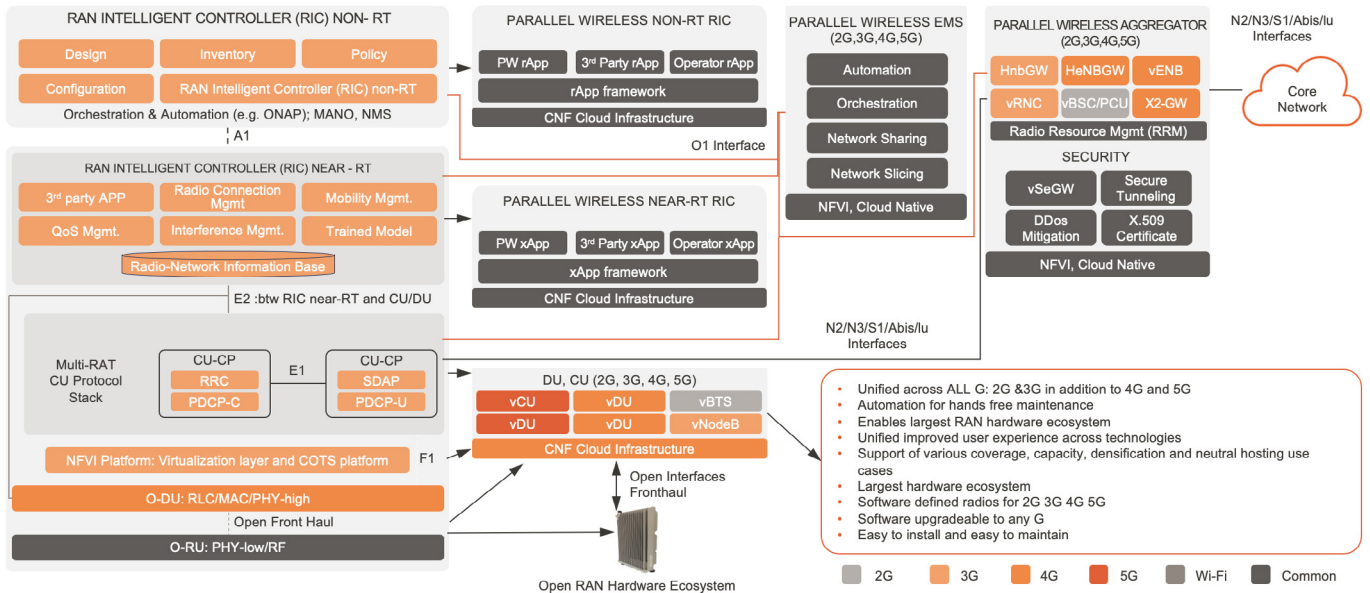 RAN INTELLIGENT CONTROLLER (RIC) NON- RT
Design
Inventory
Policy
Configuration
RAN Intelligent Controller (RIC) non-RT
Orchestration & Automation (e.g. ONAP); MANO, NMS
A1
RAN INTELLIGENT CONTROLLER (RIC) NEAR - RT
3rd party APP
Radio Connection
Mgmt
Mobility Mgmt.
QoS Mgmt.
Interference Mgmt.
Trained Model
Radio-Network Information Base
E2 :btw RIC near-RT and CU/DU
Multi-RAT
CU Protocol
Stack
CU-CP
RRC
PDCP-C
E1
CU-CP
SDAP
PDCP-U
NFVI Platform: Virtualization layer and COTS platform
F1
O-DU: RLC/MAC/PHY-high
Open Front Haul
O-RU: PHY-low/RF
PARALLEL WIRELESS NON-RT RIC
PW rApp
3rd Party rApp
Operator rApp
rApp framework
CNF Cloud Infrastructure
O1 Interface
PARALLEL WIRELESS NEAR-RT RIC
PW xApp
3rd Party xApp
Operator xApp
xApp framework
CNF Cloud Infrastructure
DU, CU (2G, 3G, 4G, 5G)
vCU
vDU
vBTS
vDU
vDU
vNodeB
CNF Cloud Infrastructure
Open Interfaces
Fronthaul
Open RAN Hardware Ecosystem
PARALLEL WIRELESS EMS
(2G,3G,4G,5G)
Automation
Orchestration
Network Sharing
Network Slicing
NFVI, Cloud Native
N2/N3/S1/Abis/lu
Interfaces
PARALLEL WIRELESS AGGREGATOR
(2G,3G,4G,5G)
HnbGW
HeNBGW
vENB
vRNC
vBSC/PCU
X2-GW
Radio Resource Mgmt (RRM)
SECURITY
vSeGW
Secure
Tunneling
DDos
Mitigation
X.509
Certificate
NFVI, Cloud Native
N2/N3/S1/Abis/lu
Interfaces
Core
Network
• Unified across ALL G: 2G &3G in addition to 4G and 5G
• Automation for hands free maintenance
• Enables largest RAN hardware ecosystem
• Unified improved user experience across technologies
• Support of various coverage, capacity, densification and neutral hosting use
cases
• Largest hardware ecosystem
• Software defined radios for 2G 3G 4G 5G
• Software upgradeable to any G
• Easy to install and easy to maintain
2G
3G
4G
5G
Wi-Fi
Common